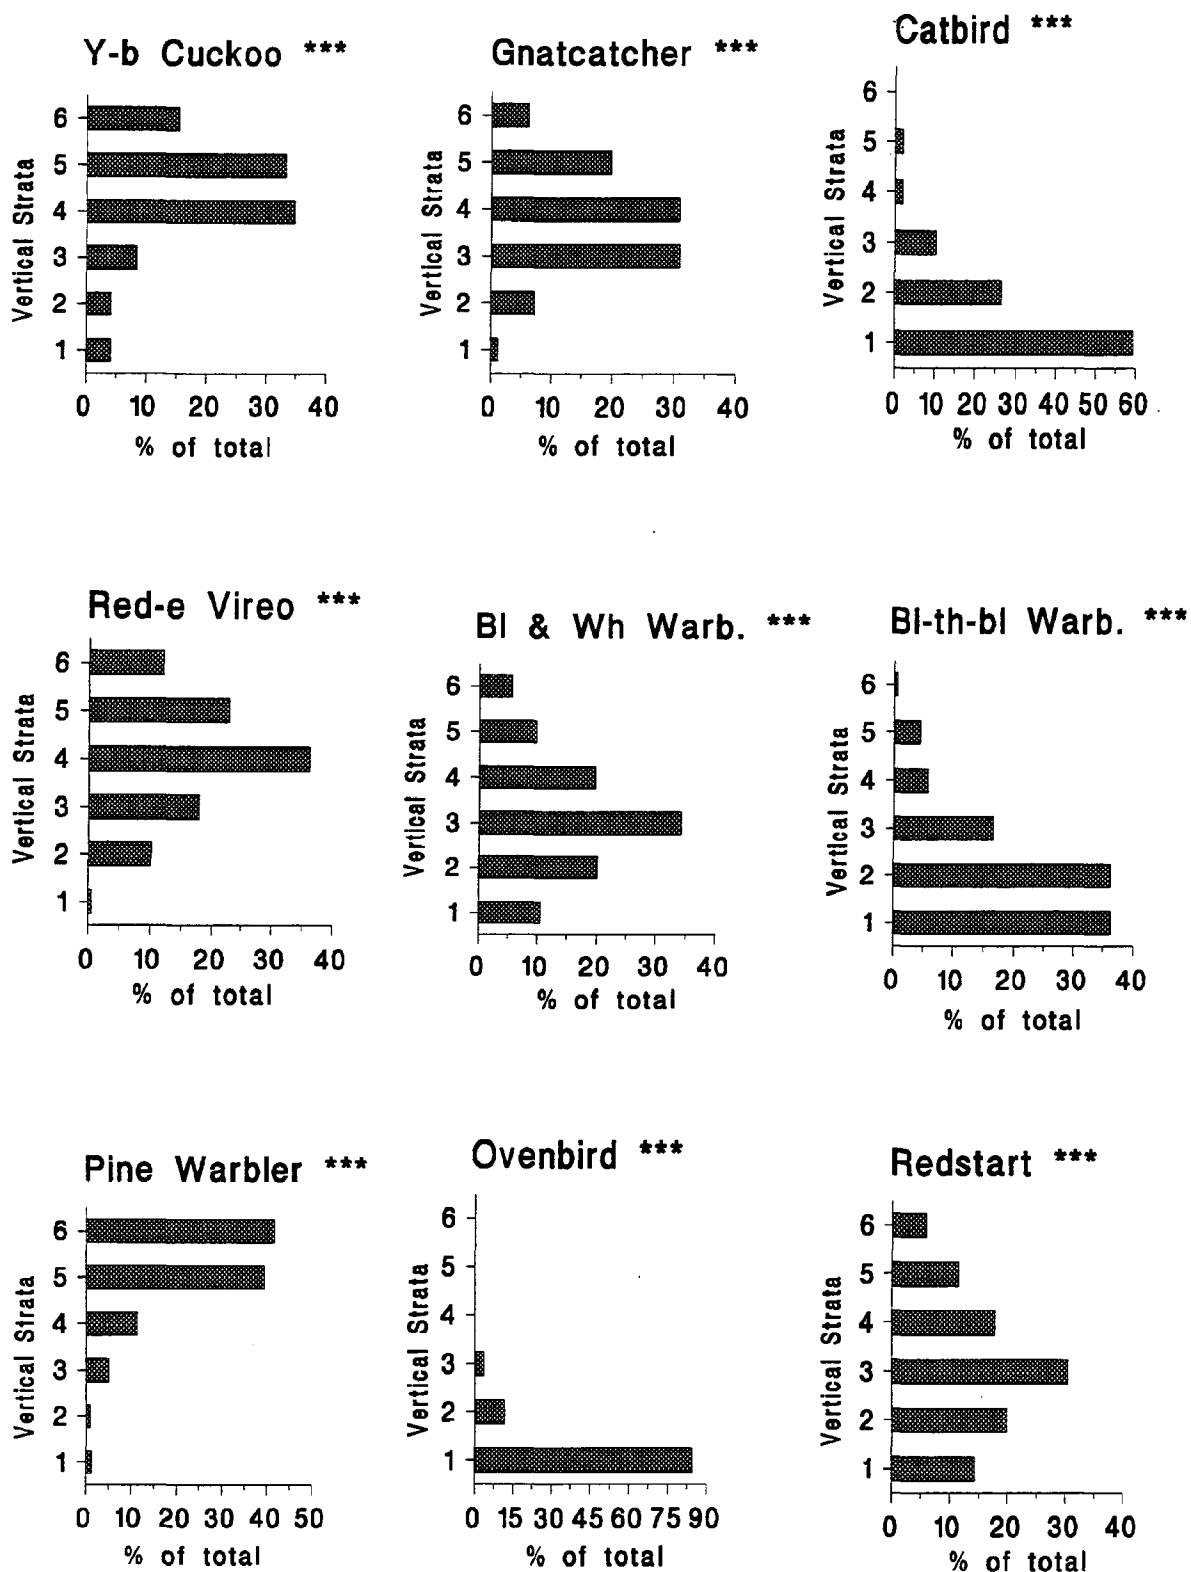 Y-b Cuckoo ***
Vertical Strata
6
5
4
3
2
1
0 10 20 30 40
% of total
Gnatcatcher ***
Vertical Strata
6
5
4
3
2
1
0 10 20 30 40
% of total
Catbird ***
Vertical Strata
6
5
4
3
2
1
0 10 20 30 40 50 60
% of total
Red-e Vireo ***
Vertical Strata
6
5
4
3
2
1
0 10 20 30 40
% of total
Bl & Wh Warb. ***
Vertical Strata
6
5
4
3
2
1
0 10 20 30 40
% of total
Bl-th-bl Warb. ***
Vertical Strata
6
5
4
3
2
1
0 10 20 30 40
% of total
Pine Warbler ***
Vertical Strata
6
5
4
3
2
1
0 10 20 30 40 50
% of total
Ovenbird ***
Vertical Strata
6
5
4
3
2
1
0 15 30 45 60 75 90
% of total
Redstart ***
Vertical Strata
6
5
4
3
2
1
0 10 20 30 40
% of total